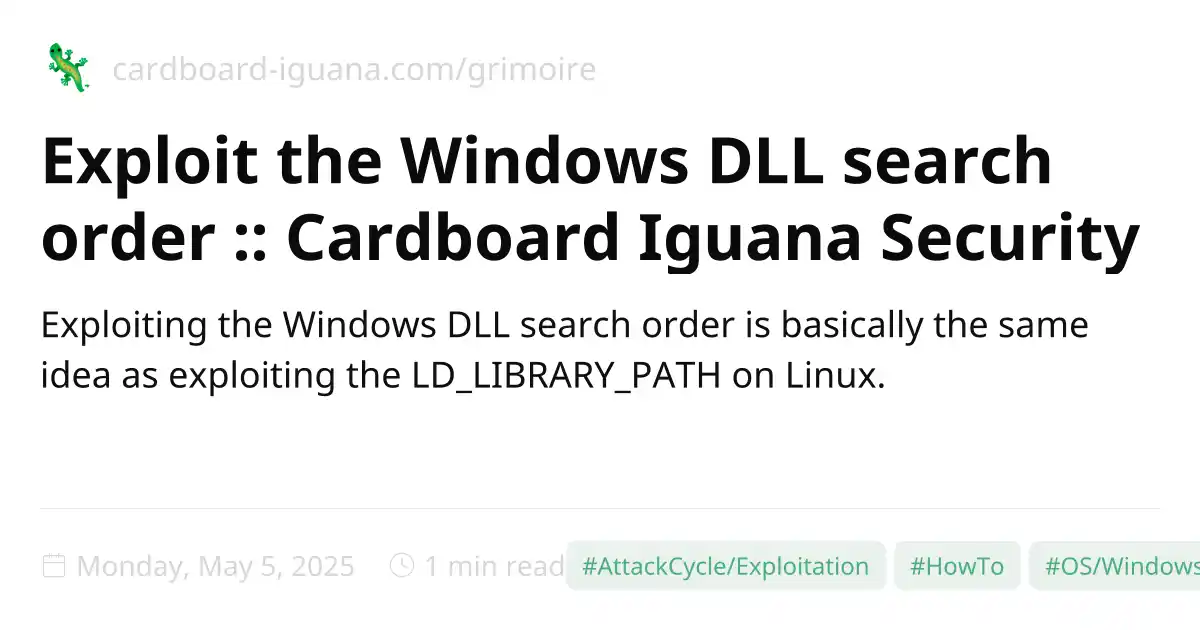 cardboard-iguana.com/grimoire
Exploit the Windows DLL search
order :: Cardboard Iguana Security
Exploiting the Windows DLL search order is basically the same
idea as exploiting the LD_LIBRARY_PATH on Linux.
Monday, May 5, 2025 1 min read #AttackCycle/Exploitation #HowTo #OS/Windows